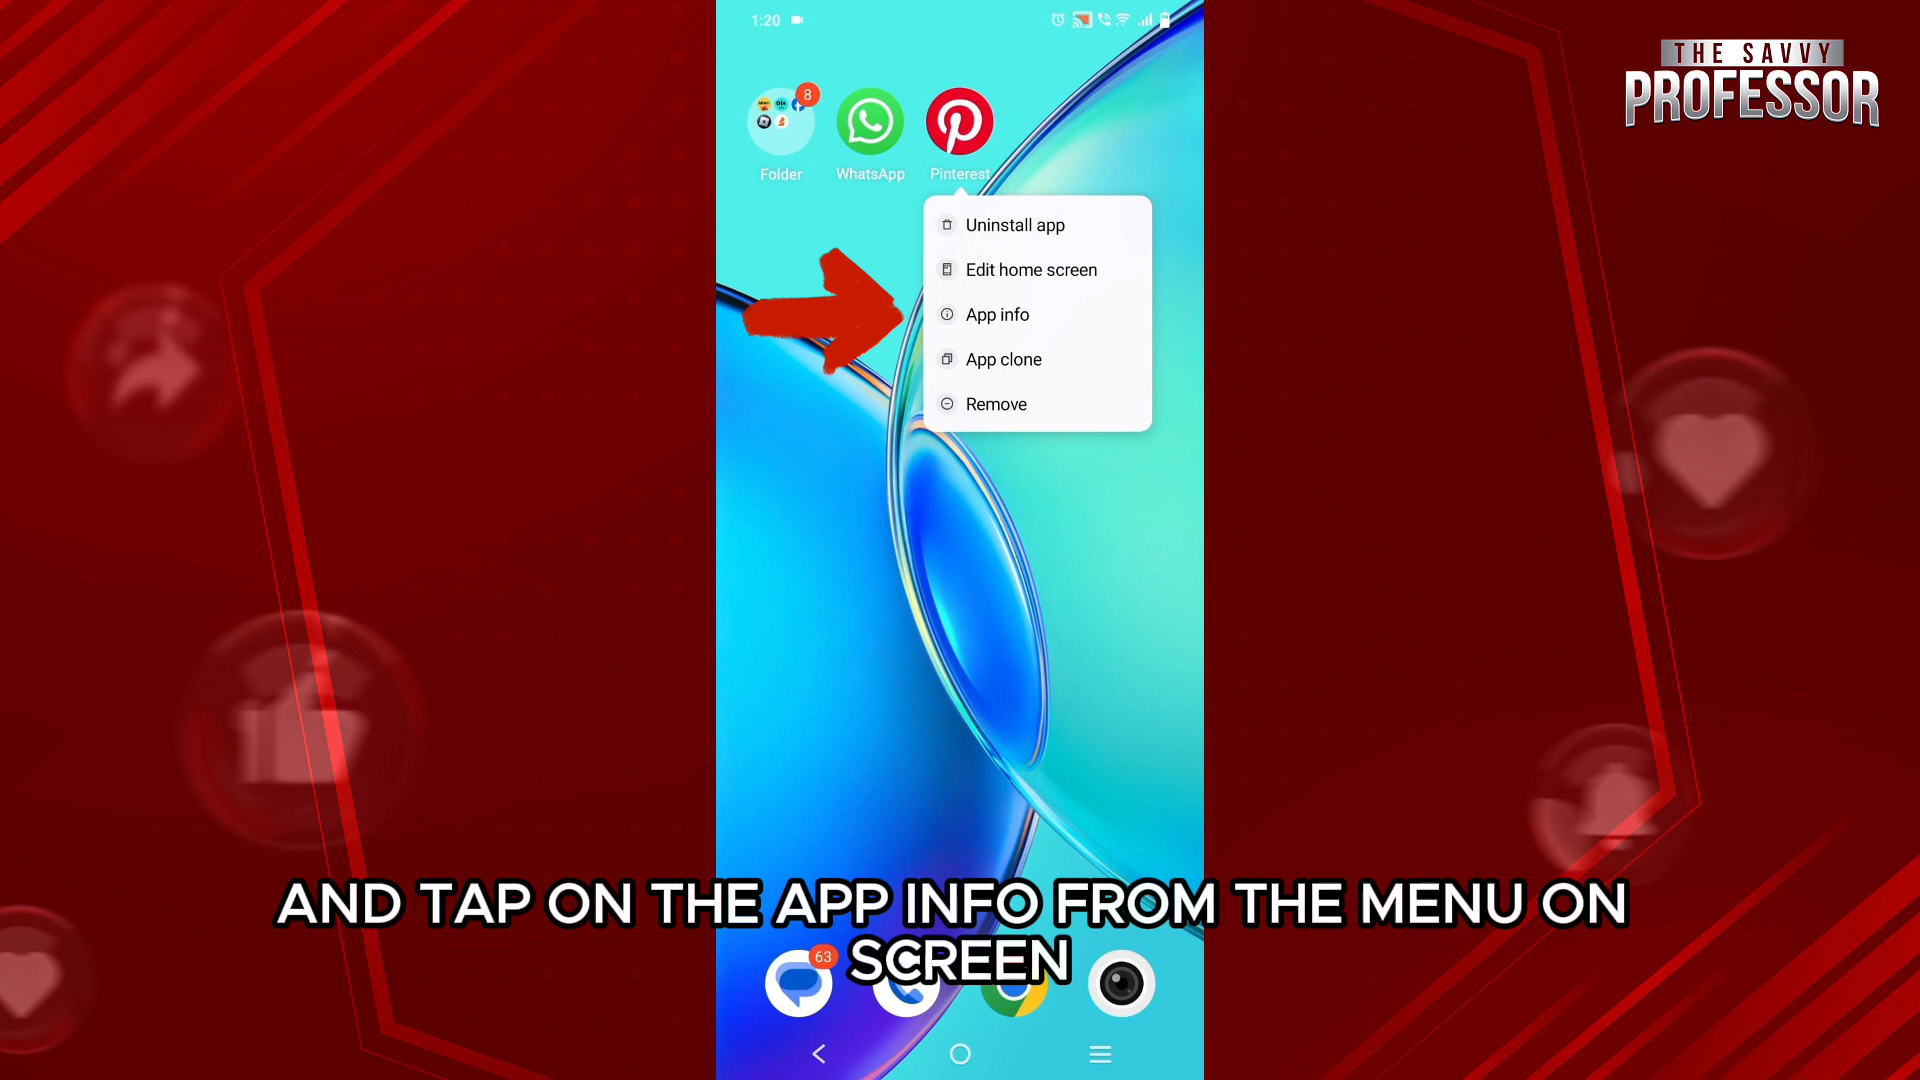 1:20
THE SAVVY
PROFESSOR
8
Folder
WhatsApp
Pinterest
Uninstall app
Edit home screen
App info
App clone
Remove
AND TAP ON THE APP INFO FROM THE MENU ON
SCREEN
63